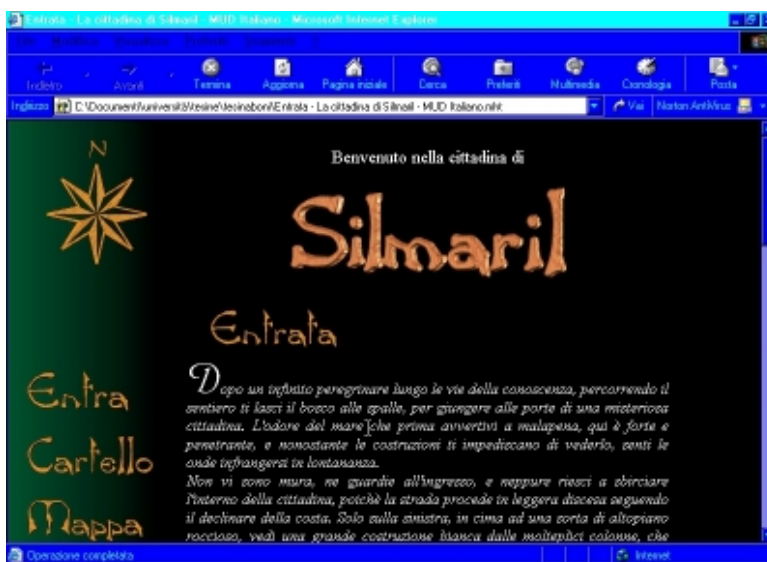 Entrata - La cittadina di Silmaril - MUD Italiano - Microsoft Internet Explorer
Indietro Avanti Termina Aggiorna Pagina iniziale Cerca Preferiti Multimedia Cronologia Posta
Indirizzo C:\Documenti\università\tesine\tesinaboni\Entrata - La cittadina di Silmaril - MUD Italiano.mht Vai Norton AntiVirus
N
Benvenuto nella cittadina di
Silmaril
Entrata
Dopo un infinito peregrinare lungo le vie della conoscenza, percorrendo il
sentiero ti lasci il bosco alle spalle, per giungere alle porte di una misteriosa
cittadina. L'odore del mare che prima avvertivi a malapena, qui è forte e
penetrante, e nonostante le costruzioni ti impediscano di vederlo, senti le
onde infrangersi in lontananza.
Non vi sono mura, ne guardie all'ingresso, e neppure riesci a sbirciare
l'interno della cittadina, poichè la strada procede in leggera discesa seguendo
il declinare della costa. Solo sulla sinistra, in cima ad una sorta di altopiano
roccioso, vedi una grande costruzione bianca dalle molteplici colonne, che
Entra
Cartello
Mappa
Operazione completata Internet